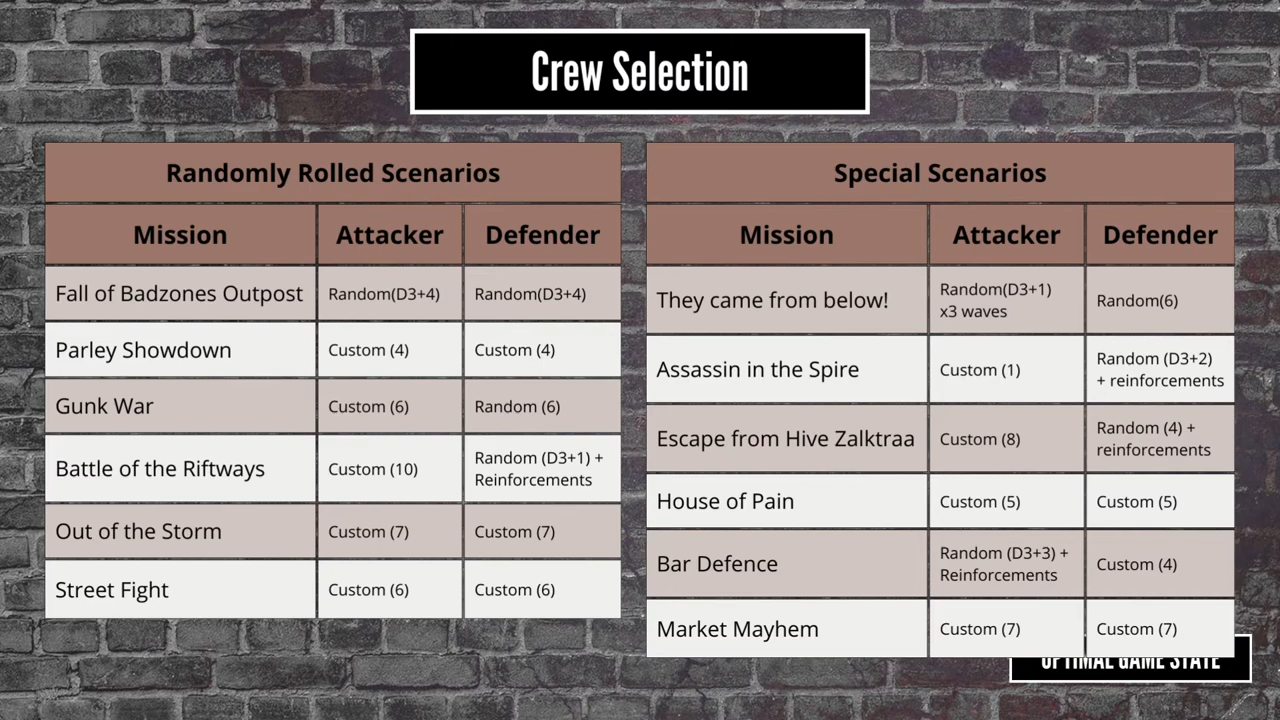 Crew Selection
Randomly Rolled Scenarios
Mission Attacker Defender
Fall of Badzones Outpost Random(D3+4) Random(D3+4)
Parley Showdown Custom (4) Custom (4)
Gunk War Custom (6) Random (6)
Battle of the Riftways Custom (10) Random (D3+1) +
Reinforcements
Out of the Storm Custom (7) Custom (7)
Street Fight Custom (6) Custom (6)
Special Scenarios
Mission Attacker Defender
They came from below! Random(D3+1)
x3 waves Random(6)
Assassin in the Spire Custom (1) Random (D3+2)
+ reinforcements
Escape from Hive Zalktraa Custom (8) Random (4) +
reinforcements
House of Pain Custom (5) Custom (5)
Bar Defence Random (D3+3) +
Reinforcements Custom (4)
Market Mayhem Custom (7) Custom (7)
OPTIMAL GAME STATE